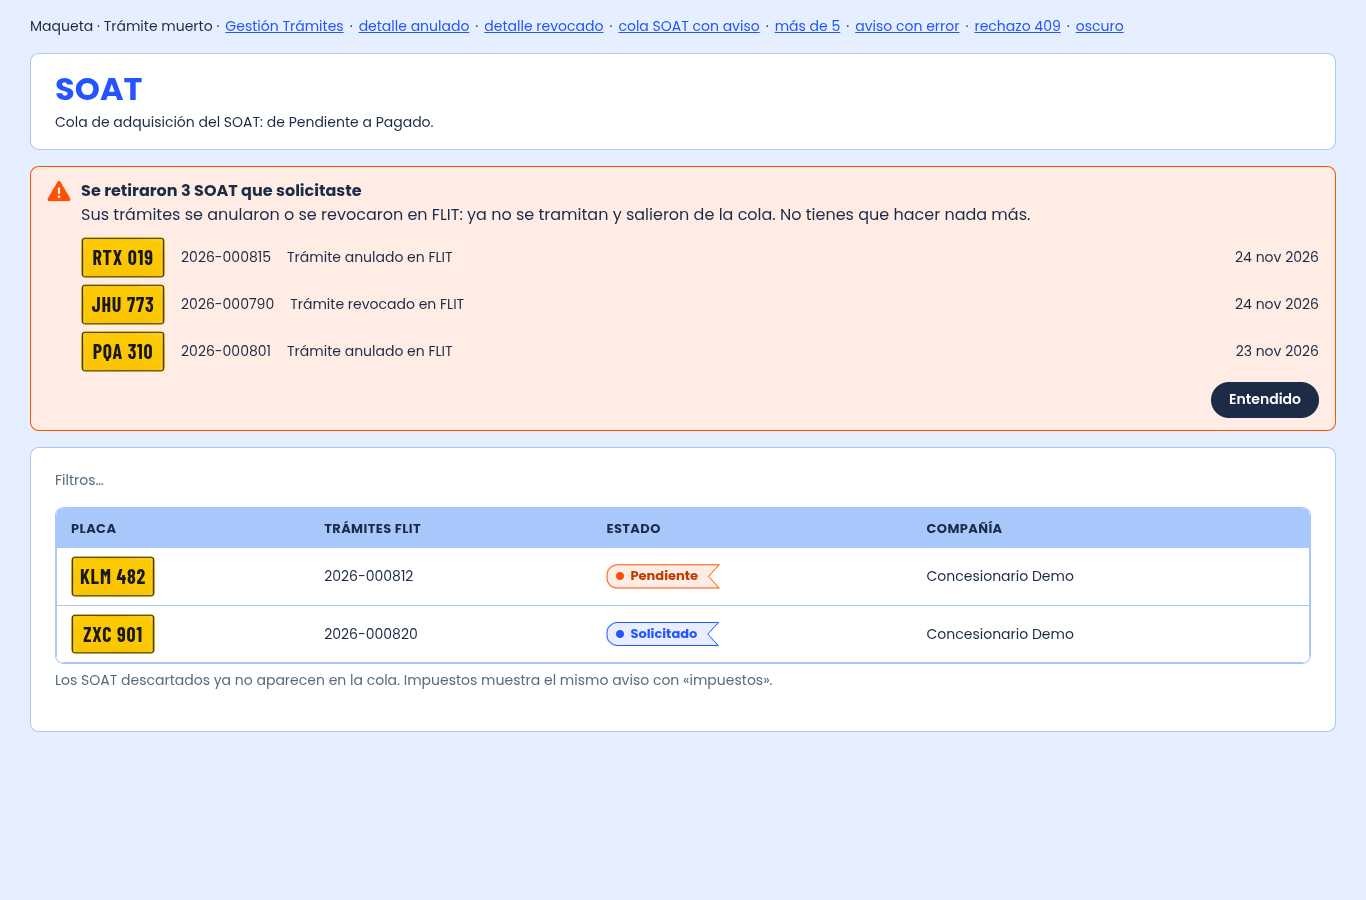 Maqueta · Trámite muerto · Gestión Trámites · detalle anulado · detalle revocado · cola SOAT con aviso · más de 5 · aviso con error · rechazo 409 · oscuro
SOAT
Cola de adquisición del SOAT: de Pendiente a Pagado.
Se retiraron 3 SOAT que solicitaste
Sus trámites se anularon o se revocaron en FLIT: ya no se tramitan y salieron de la cola. No tienes que hacer nada más.
RTX 019 2026-000815 Trámite anulado en FLIT 24 nov 2026
JHU 773 2026-000790 Trámite revocado en FLIT 24 nov 2026
PQA 310 2026-000801 Trámite anulado en FLIT 23 nov 2026
Entendido
Filtros…
PLACA TRÁMITES FLIT ESTADO COMPAÑÍA
KLM 482 2026-000812 Pendiente Concesionario Demo
ZXC 901 2026-000820 Solicitado Concesionario Demo
Los SOAT descartados ya no aparecen en la cola. Impuestos muestra el mismo aviso con «impuestos».